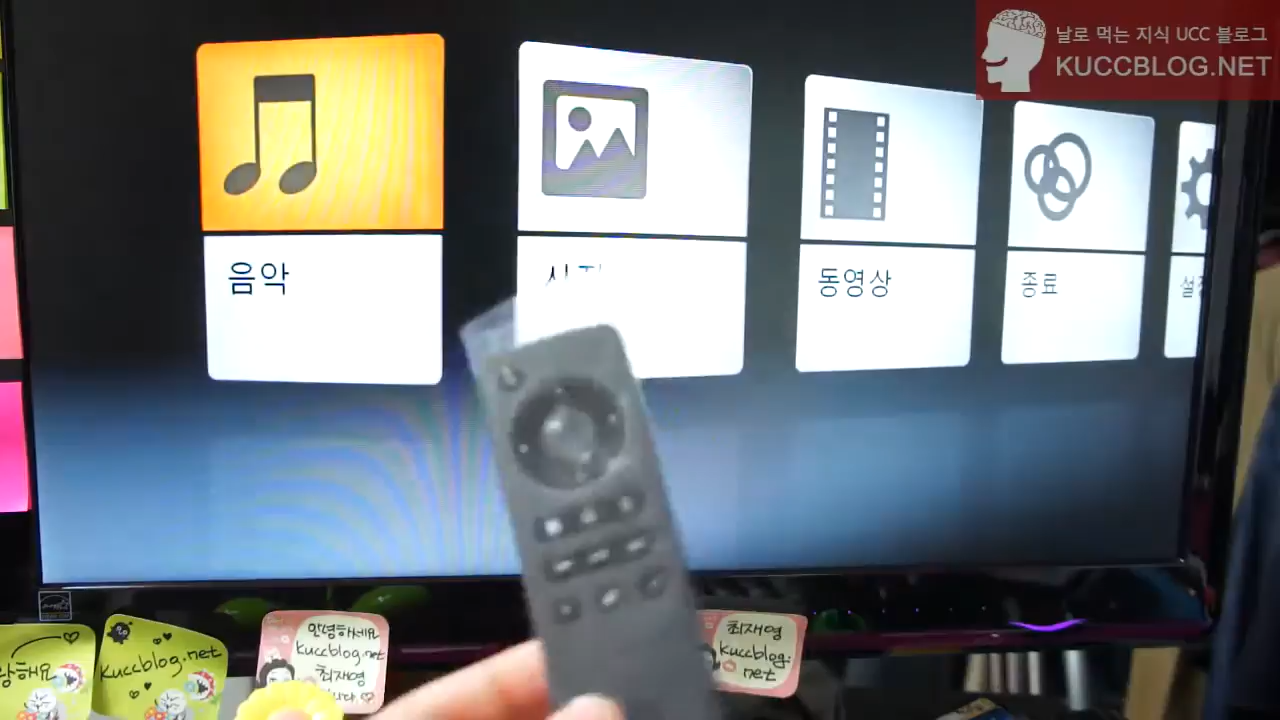 날로 먹는 지식 UCC 블로그
KUCCBLOG.NET
음악
동영상
종료
kuccblog.net
안녕하세요
kuccblog.net
최재영
최재영
kuccblog.
net